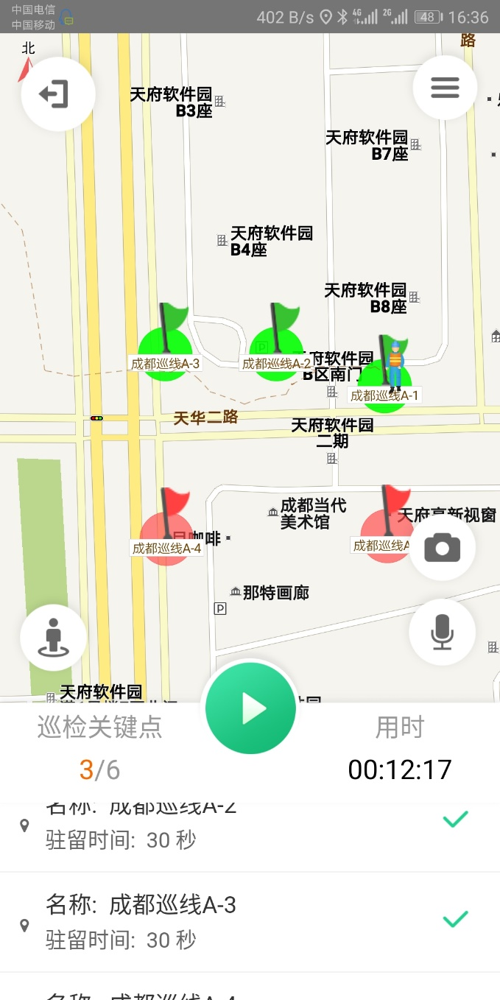 中国电信
中国移动
402 B/s
4G
2G
48
16:36
北
路
天府软件园
B3座
天府软件园
B7座
天府软件园
B4座
天府软件园
B8座
成都巡线A-3
P
成都巡线A-2
府软件园
B区南门
成都巡线A-1
天华二路
天府软件园
二期
成都当代
美术馆
天府高新视窗
咖啡
成都巡线A-4
成都巡线A
那特画廊
P
天府软件园
巡检关键点
用时
3/6
00:12:17
名称: 成都巡线A-2
驻留时间: 30 秒
名称: 成都巡线A-3
驻留时间: 30 秒
名称: 成都巡线A-4